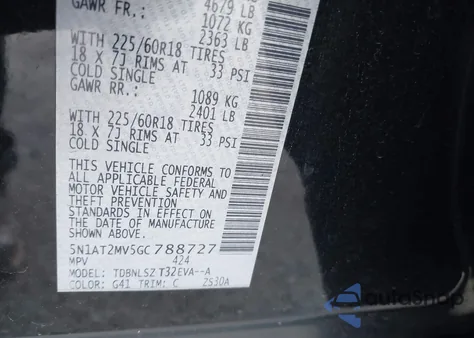 4679 LB
GAWR FR.:
1072 KG
2363 LB
WITH 225/60R18 TIRES
18 X 7J RIMS AT 33 PSI
COLD SINGLE
GAWR RR.:
1089 KG
2401 LB
WITH 225/60R18 TIRES
18 X 7J RIMS AT 33 PSI
COLD SINGLE
THIS VEHICLE CONFORMS TO
ALL APPLICABLE FEDERAL
MOTOR VEHICLE SAFETY AND
THEFT PREVENTION
STANDARDS IN EFFECT ON
THE DATE OF MANUFACTURE
SHOWN ABOVE.
5N1AT2MV5GC788727
MPV 424
MODEL: TDBNLSZ T32EVA--A
COLOR: G41 TRIM: C 2530A
AutoSnap